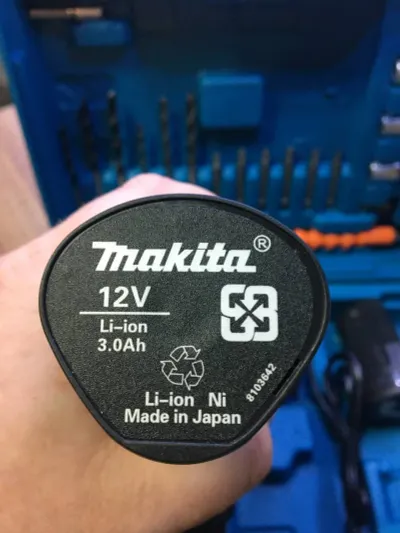 makita®
12V
Li-ion
3.0Ah
Li-ion Ni
Made in Japan
8103642